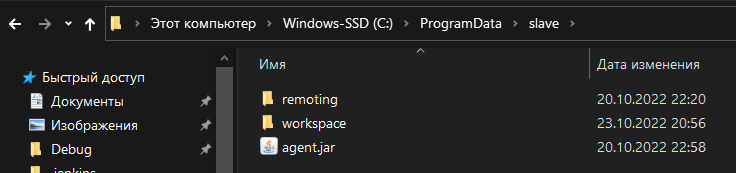 Этот компьютер > Windows-SSD (C:) > ProgramData > slave >
Имя Дата изменения
Быстрый доступ
Документы
Изображения
Debug
jenkins
remoting 20.10.2022 22:20
workspace 23.10.2022 20:56
agent.jar 20.10.2022 22:58